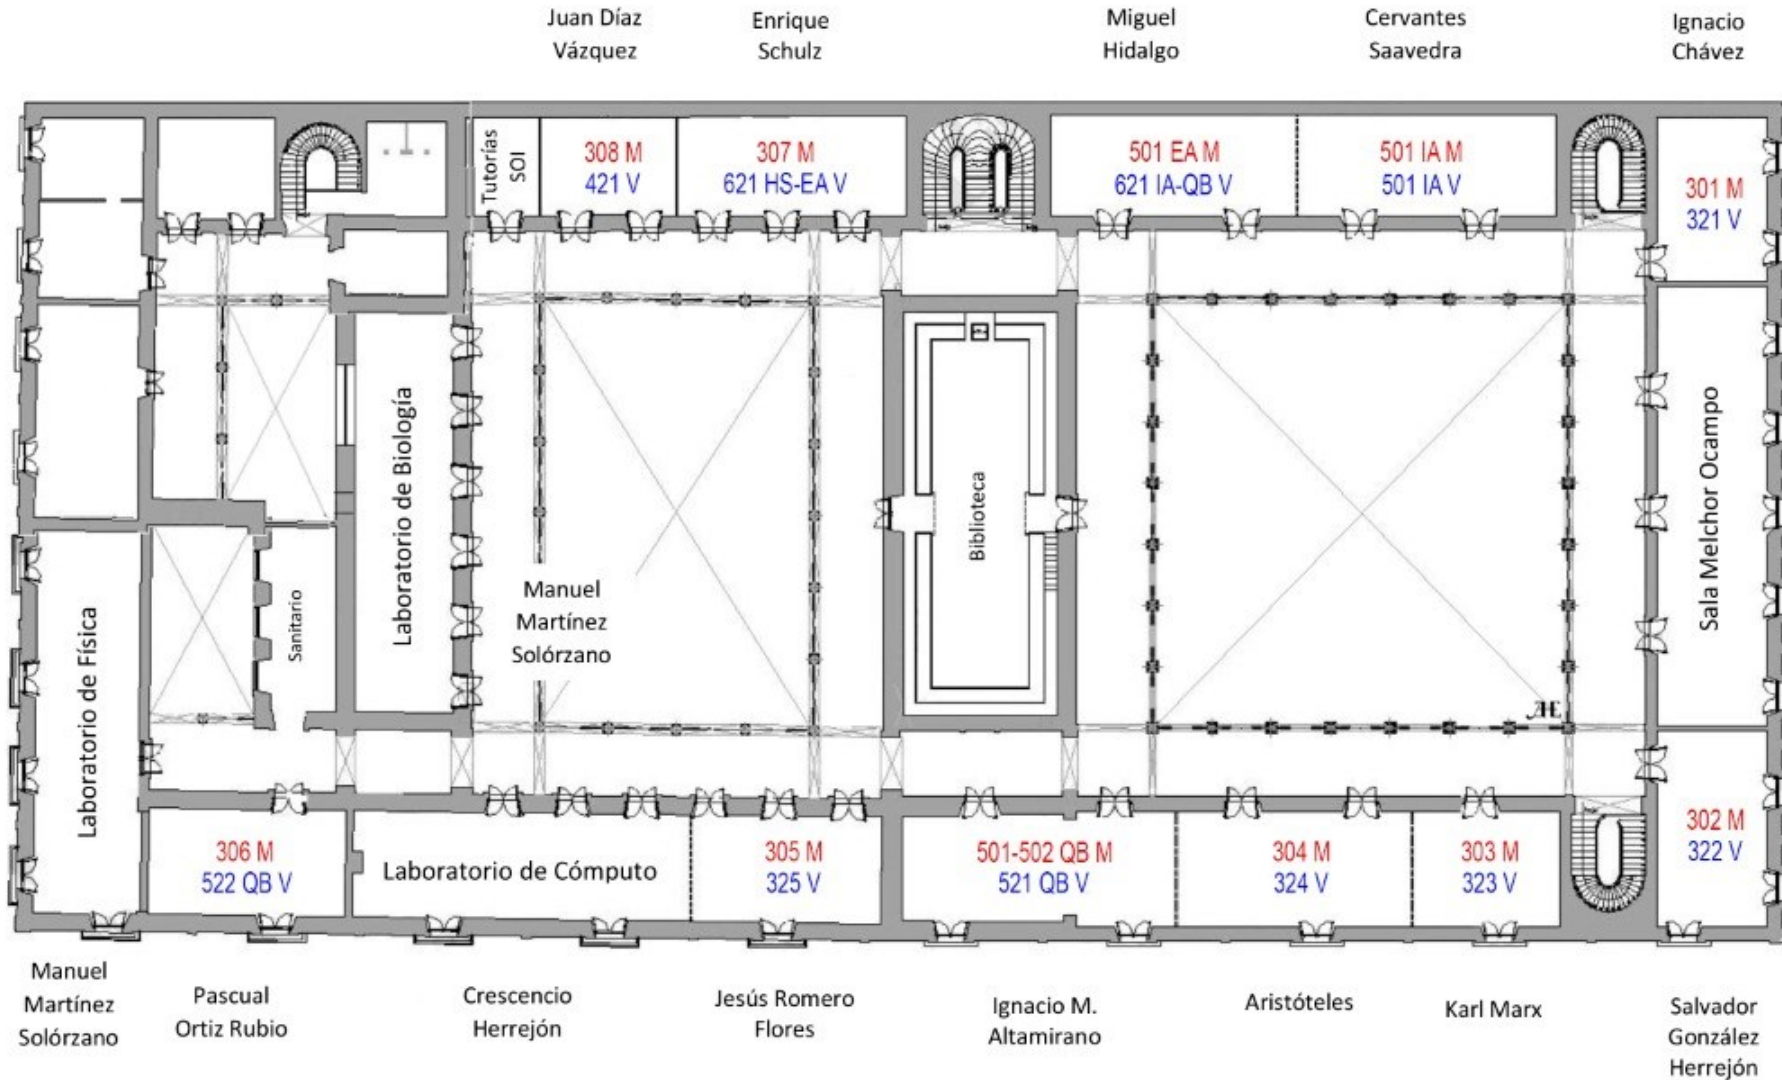 Juan Díaz
Vázquez
Enrique
Schulz
Miguel
Hidalgo
Cervantes
Saavedra
Ignacio
Chávez
Tutorías
SOI
308 M
421 V
307 M
621 HS-EA V
501 EA M
621 IA-QB V
501 IA M
501 IA V
301 M
321 V
Laboratorio de Biología
Biblioteca
Sala Melchor Ocampo
Manuel
Martínez
Solórzano
Sanitario
Laboratorio de Física
306 M
522 QB V
Laboratorio de Cómputo
305 M
325 V
501-502 QB M
521 QB V
304 M
324 V
303 M
323 V
302 M
322 V
Manuel
Martínez
Solórzano
Pascual
Ortiz Rubio
Crescencio
Herrejón
Jesús Romero
Flores
Ignacio M.
Altamirano
Aristóteles
Karl Marx
Salvador
González
Herrejón